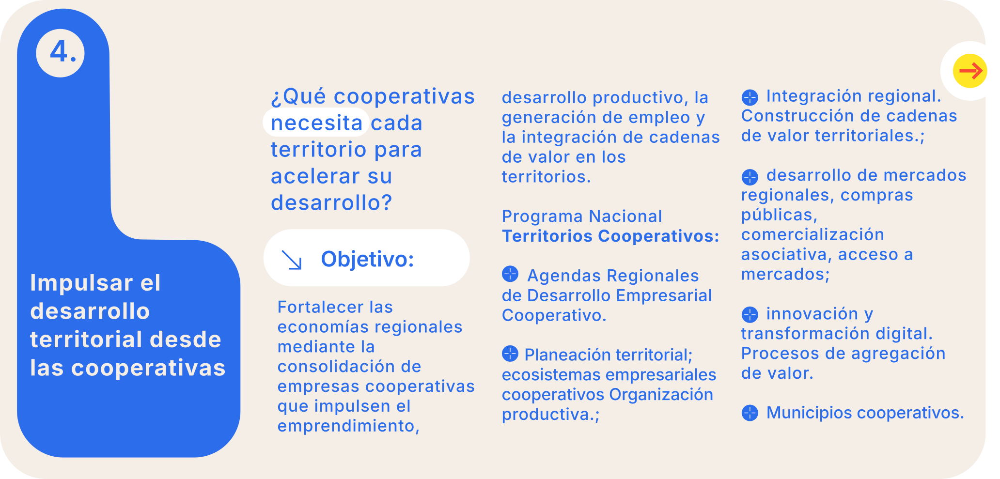 4.
Impulsar el
desarrollo
territorial desde
las cooperativas
¿Qué cooperativas
necesita cada
territorio para
acelerar su
desarrollo?
Objetivo:
Fortalecer las
economías regionales
mediante la
consolidación de
empresas cooperativas
que impulsen el
emprendimiento,
desarrollo productivo, la
generación de empleo y
la integración de cadenas
de valor en los
territorios.
Programa Nacional
Territorios Cooperativos:
Agendas Regionales
de Desarrollo Empresarial
Cooperativo.
Planeación territorial;
ecosistemas empresariales
cooperativos Organización
productiva.;
Integración regional.
Construcción de cadenas
de valor territoriales.;
desarrollo de mercados
regionales, compras
públicas,
comercialización
asociativa, acceso a
mercados;
innovación y
transformación digital.
Procesos de agregación
de valor.
Municipios cooperativos.